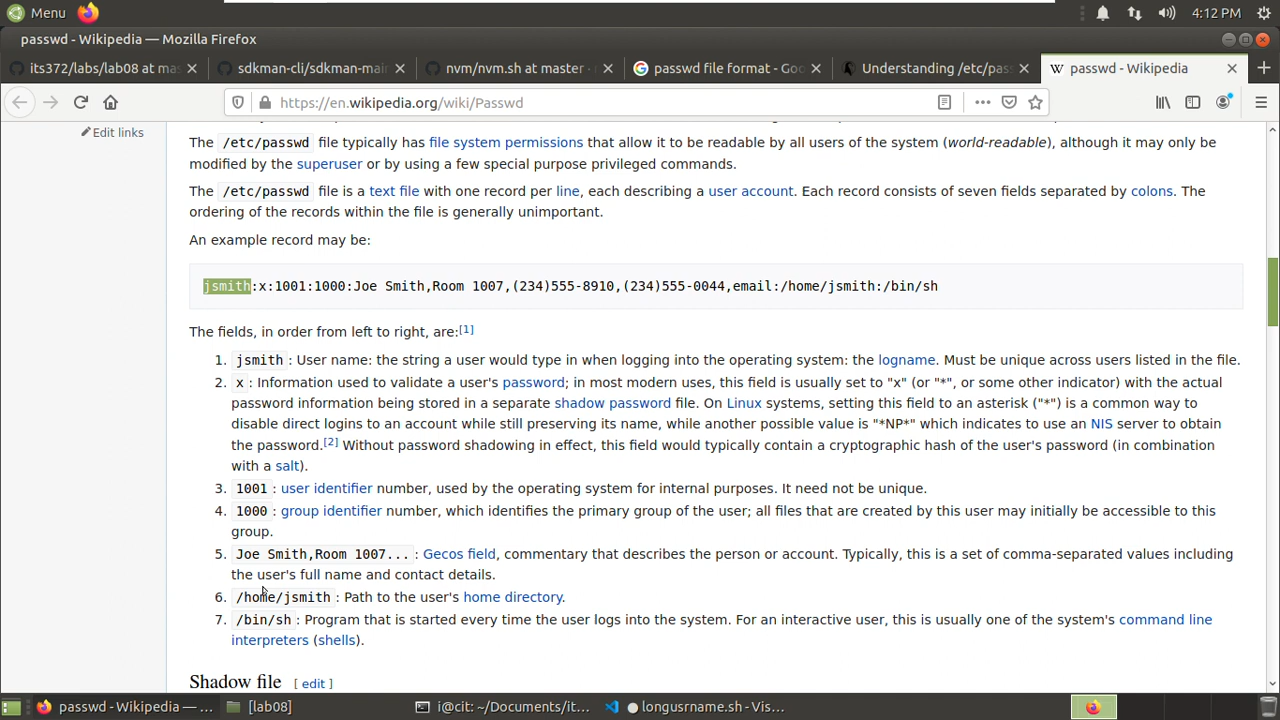 Menu
4:12 PM
passwd - Wikipedia — Mozilla Firefox
its372/labs/lab08 at mas
sdkman-cli/sdkman-main
nvm/nvm.sh at master -
passwd file format - Goo
Understanding /etc/pass
passwd - Wikipedia
https://en.wikipedia.org/wiki/Passwd
Edit links
The /etc/passwd file typically has file system permissions that allow it to be readable by all users of the system (world-readable), although it may only be
modified by the superuser or by using a few special purpose privileged commands.
The /etc/passwd file is a text file with one record per line, each describing a user account. Each record consists of seven fields separated by colons. The
ordering of the records within the file is generally unimportant.
An example record may be:
jsmith:x:1001:1000:Joe Smith,Room 1007,(234)555-8910,(234)555-0044,email:/home/jsmith:/bin/sh
The fields, in order from left to right, are:[1]
1. jsmith : User name: the string a user would type in when logging into the operating system: the logname. Must be unique across users listed in the file.
2. x : Information used to validate a user's password; in most modern uses, this field is usually set to "x" (or "*", or some other indicator) with the actual
password information being stored in a separate shadow password file. On Linux systems, setting this field to an asterisk ("*") is a common way to
disable direct logins to an account while still preserving its name, while another possible value is "*NP*" which indicates to use an NIS server to obtain
the password.[2] Without password shadowing in effect, this field would typically contain a cryptographic hash of the user's password (in combination
with a salt).
3. 1001 : user identifier number, used by the operating system for internal purposes. It need not be unique.
4. 1000 : group identifier number, which identifies the primary group of the user; all files that are created by this user may initially be accessible to this
group.
5. Joe Smith,Room 1007... : Gecos field, commentary that describes the person or account. Typically, this is a set of comma-separated values including
the user's full name and contact details.
6. /home/jsmith : Path to the user's home directory.
7. /bin/sh : Program that is started every time the user logs into the system. For an interactive user, this is usually one of the system's command line
interpreters (shells).
Shadow file [ edit ]
passwd - Wikipedia — ...
[lab08]
i@cit: ~/Documents/it...
● longusrname.sh - Vis...